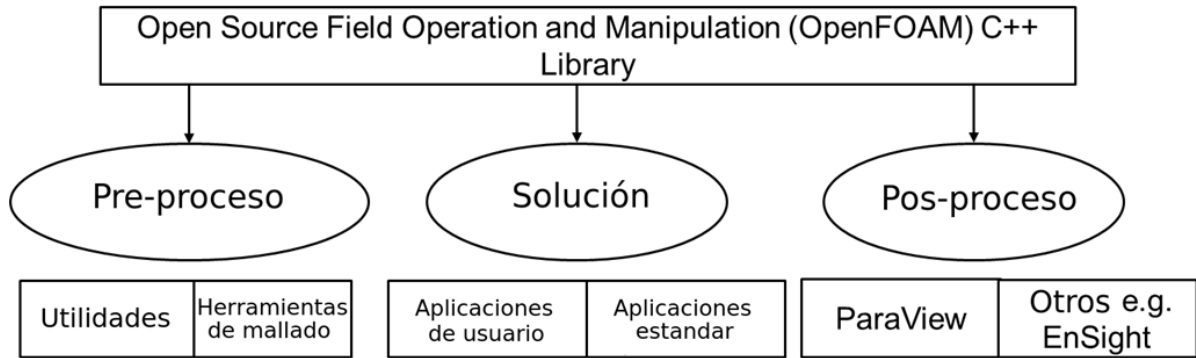 Open Source Field Operation and Manipulation (OpenFOAM) C++
Library
Pre-proceso
Solución
Pos-proceso
Utilidades
Herramientas
de mallado
Aplicaciones
de usuario
Aplicaciones
estandar
ParaView
Otros e.g.
EnSight